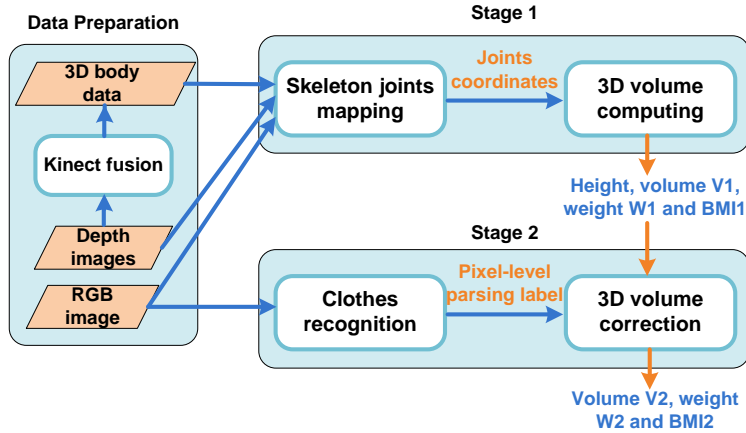 Data Preparation
3D body
data
Kinect fusion
Depth
images
RGB
image
Stage 1
Skeleton joints
mapping
Joints
coordinates
3D volume
computing
Height, volume V1,
weight W1 and BMI1
Stage 2
Clothes
recognition
Pixel-level
parsing label
3D volume
correction
Volume V2, weight
W2 and BMI2